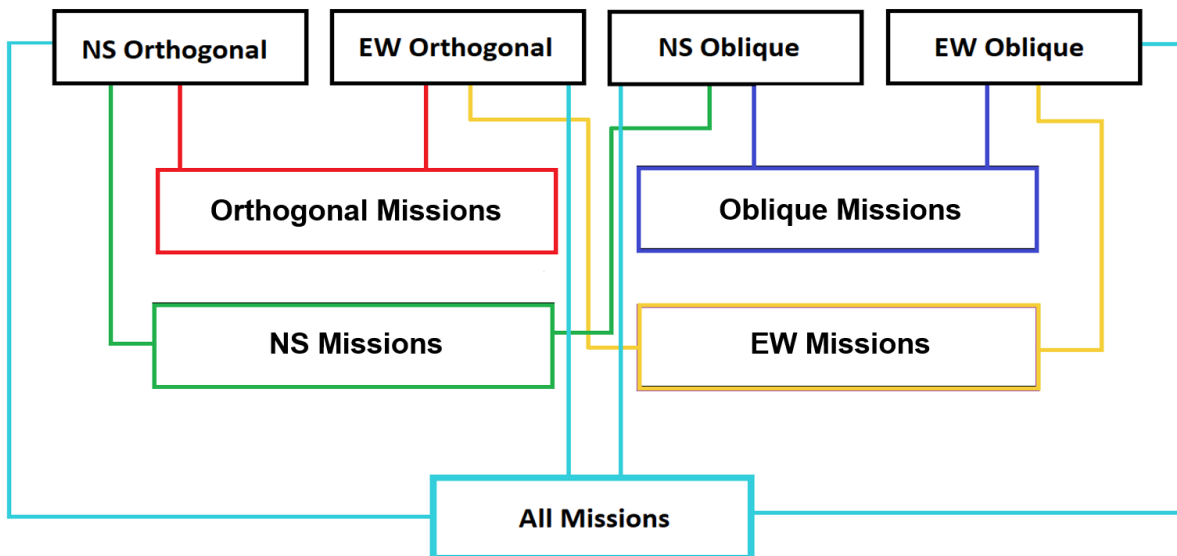 NS Orthogonal
EW Orthogonal
NS Oblique
EW Oblique
Orthogonal Missions
Oblique Missions
NS Missions
EW Missions
All Missions